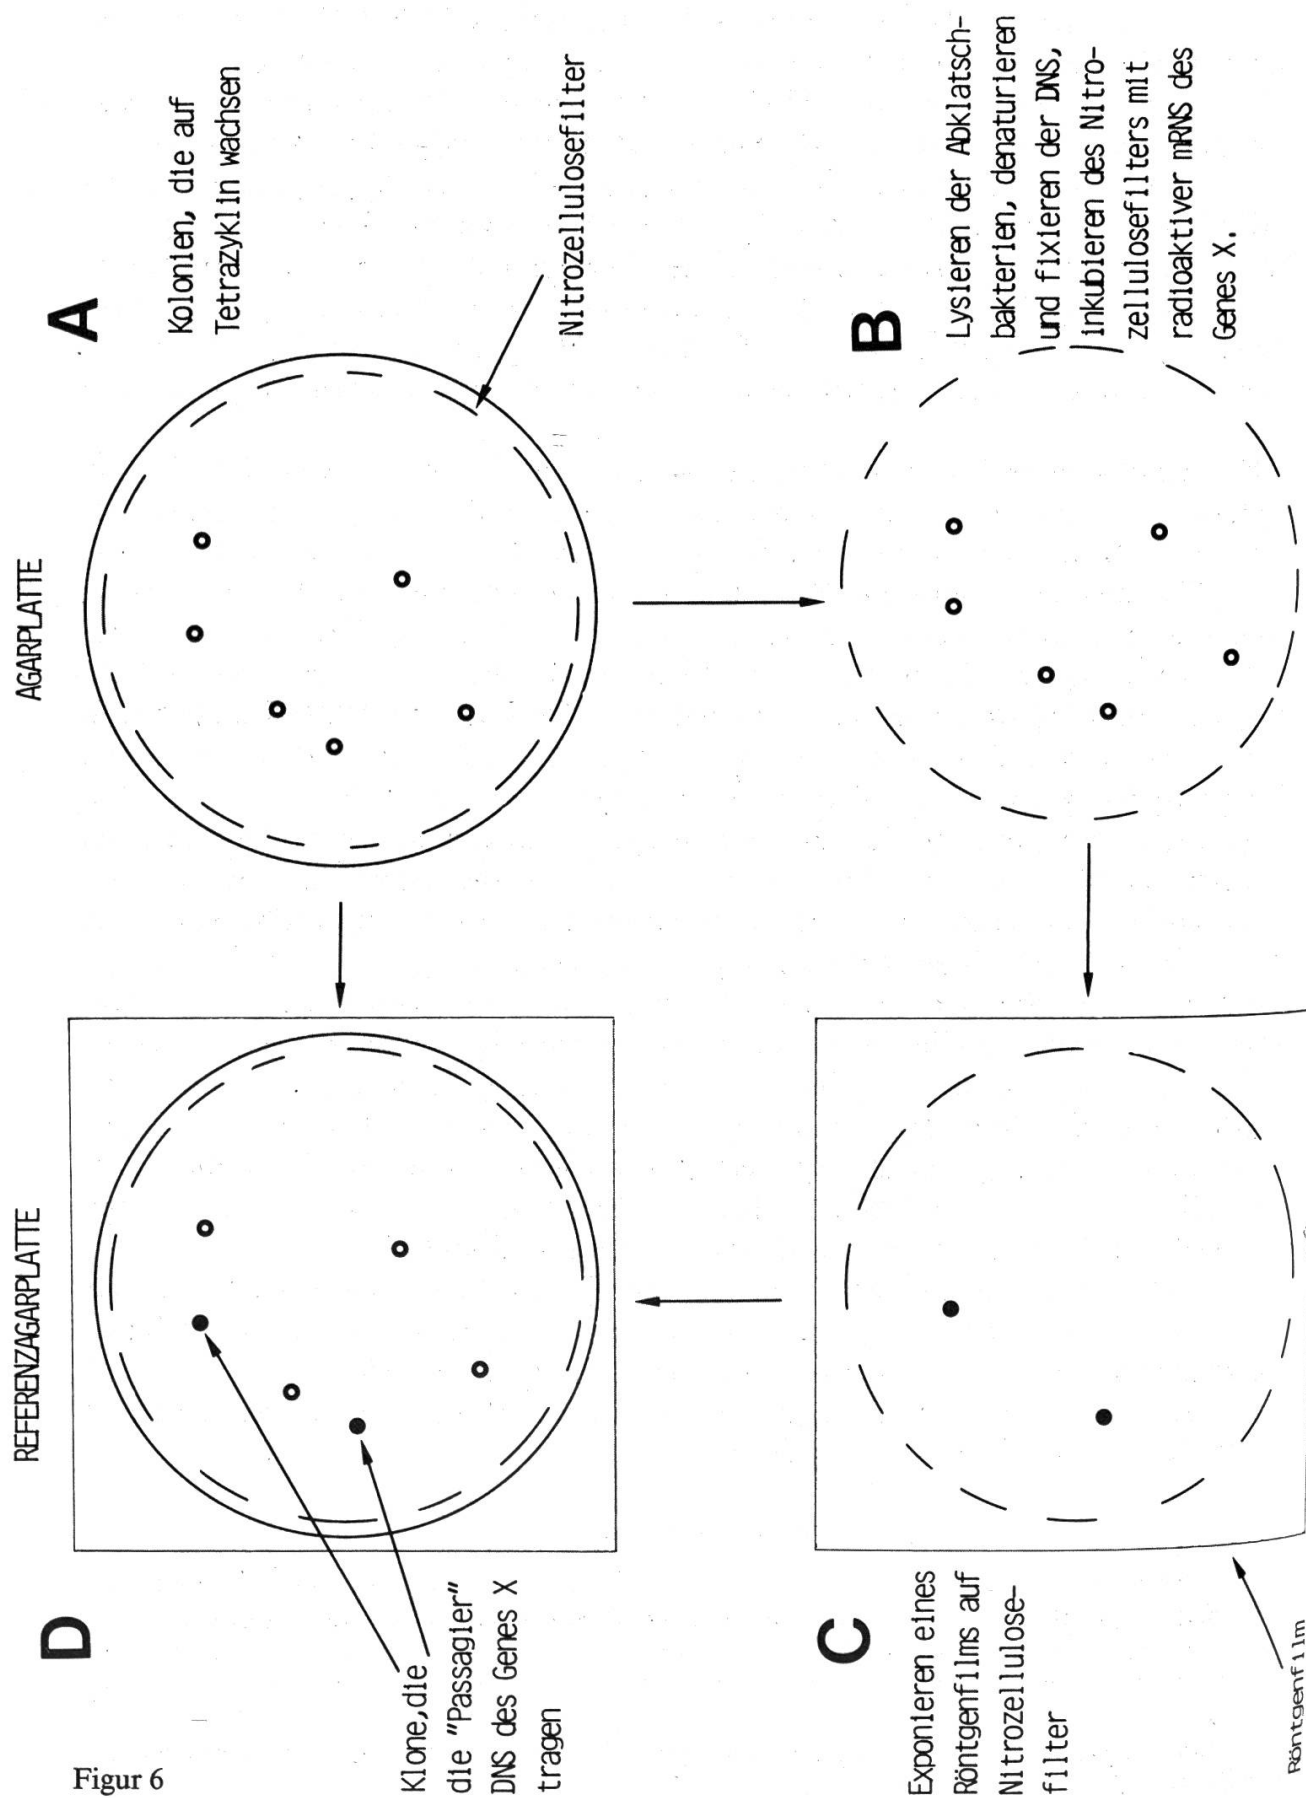 AGARPLATTE
A
Kolonien, die auf
Tetrazyklin wachsen
Nitrozellulosefilter
B
Lysieren der Abklatsch-
bakterien, denaturieren
und fixieren der DNS,
inkubieren des Nitro-
zellulosefilters mit
radioaktiver mRNS des
Genes X.
REFERENZAGARPLATTE
D
Klone,die
die "Passagier"
DNS des Genes X
tragen
C
Exponieren eines
Röntgenfilms auf
Nitrozellulose-
filter
Röntgenfilm
Figur 6